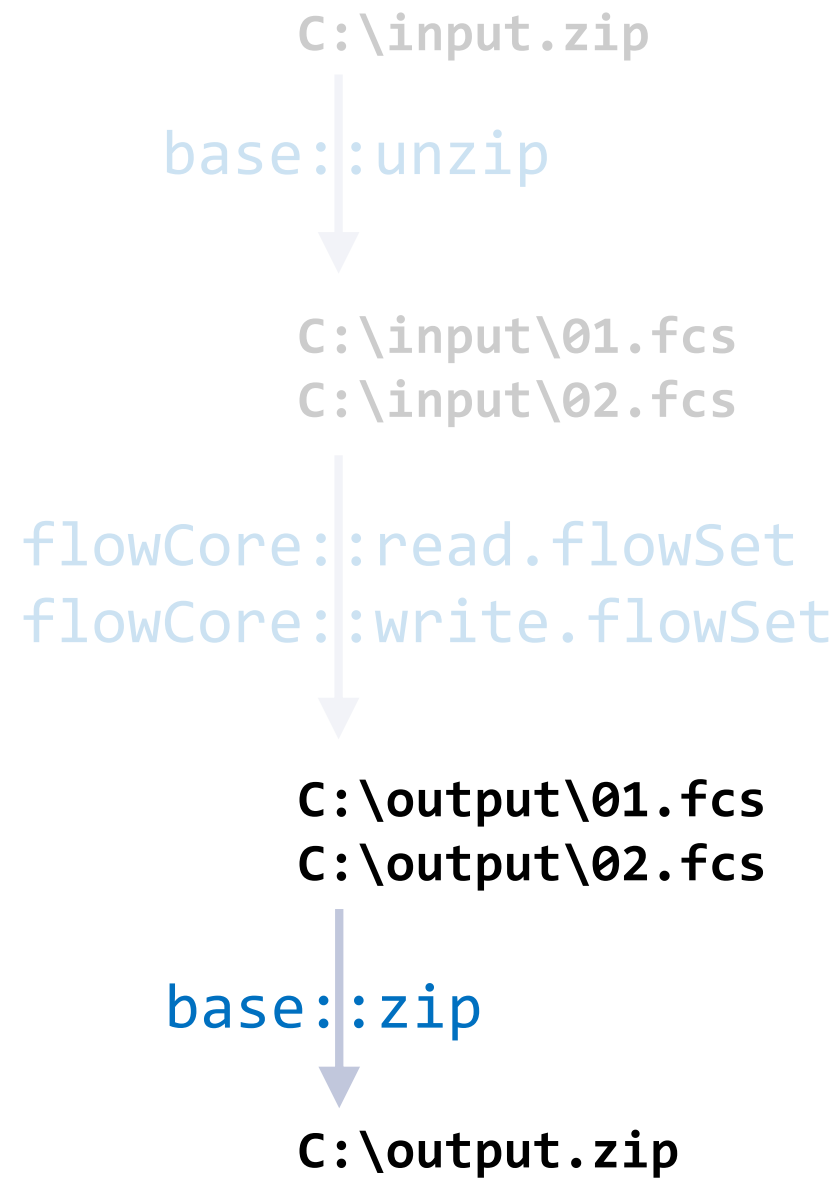 C:\input.zip
base::unzip
C:\input\01.fcs
C:\input\02.fcs
flowCore::read.flowSet
flowCore::write.flowSet
C:\output\01.fcs
C:\output\02.fcs
base::zip
C:\output.zip